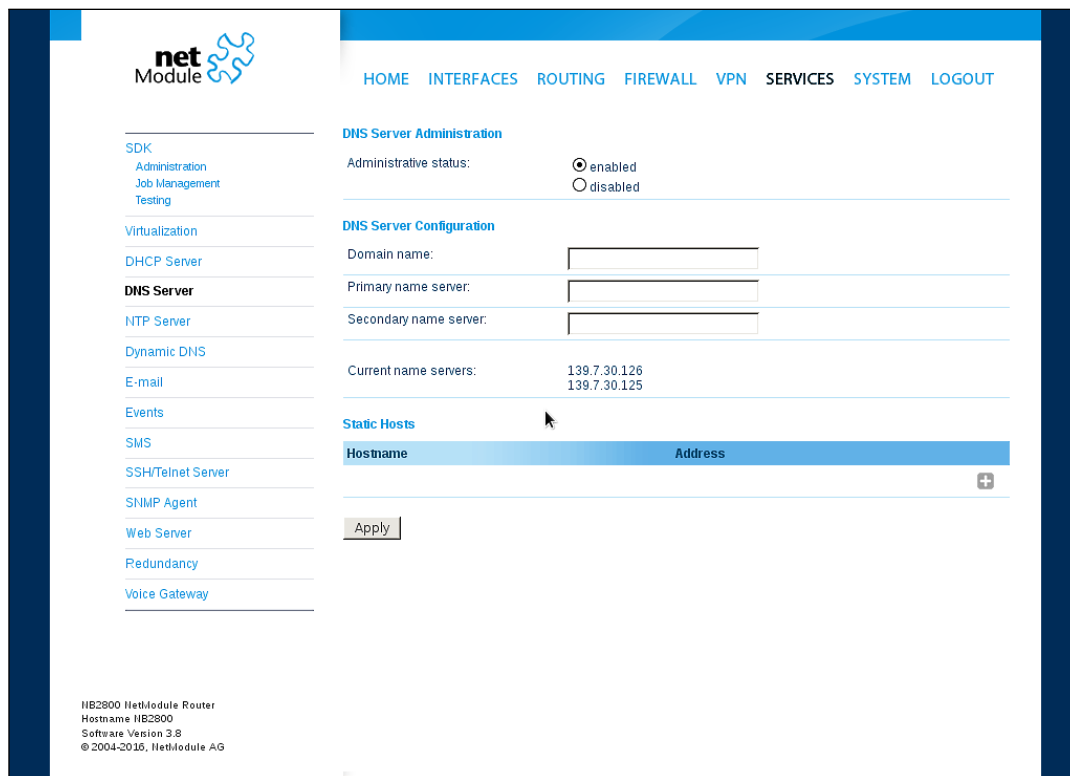 net
Module
HOME INTERFACES ROUTING FIREWALL VPN SERVICES SYSTEM LOGOUT
SDK
Administration
Job Management
Testing
Virtualization
DHCP Server
DNS Server
NTP Server
Dynamic DNS
E-mail
Events
SMS
SSH/Telnet Server
SNMP Agent
Web Server
Redundancy
Voice Gateway
DNS Server Administration
Administrative status:
enabled
disabled
DNS Server Configuration
Domain name:
Primary name server:
Secondary name server:
Current name servers: 139.7.30.126
139.7.30.125
Static Hosts
Hostname Address
Apply
NB2800 NetModule Router
Hostname NB2800
Software Version 3.8
© 2004-2016, NetModule AG